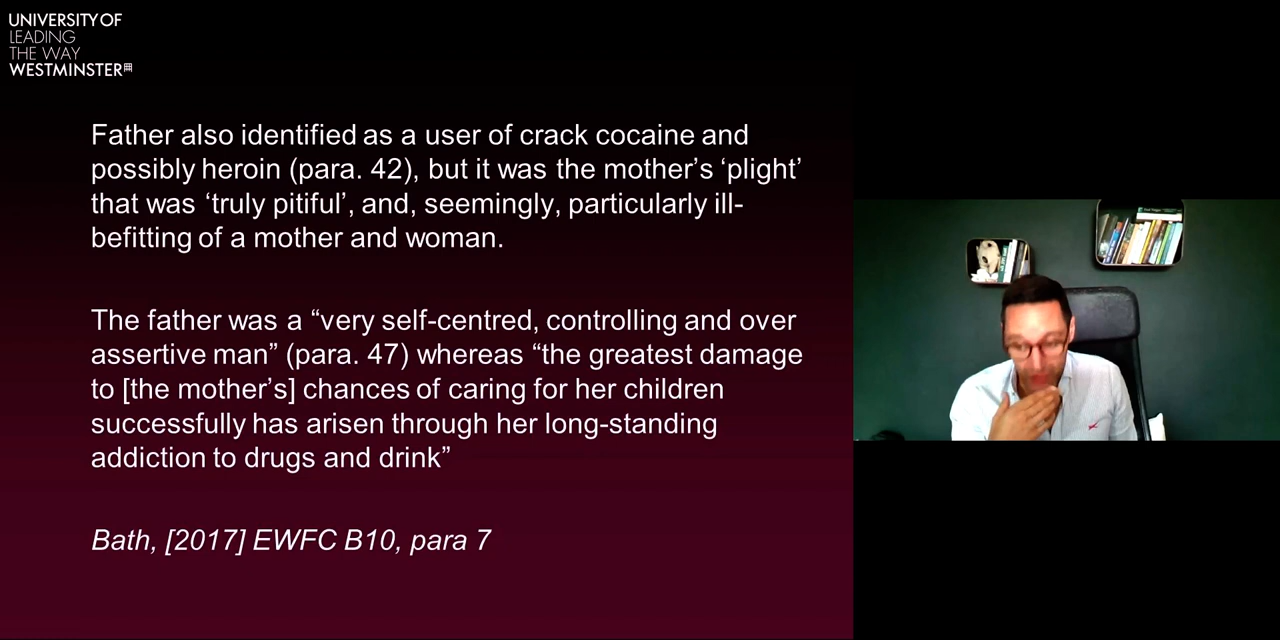 UNIVERSITY OF
LEADING
THE WAY
WESTMINSTER
Father also identified as a user of crack cocaine and
possibly heroin (para. 42), but it was the mother’s ‘plight’
that was ‘truly pitiful’, and, seemingly, particularly ill-
befitting of a mother and woman.
The father was a “very self-centred, controlling and over
assertive man” (para. 47) whereas “the greatest damage
to [the mother’s] chances of caring for her children
successfully has arisen through her long-standing
addiction to drugs and drink”
Bath, [2017] EWFC B10, para 7